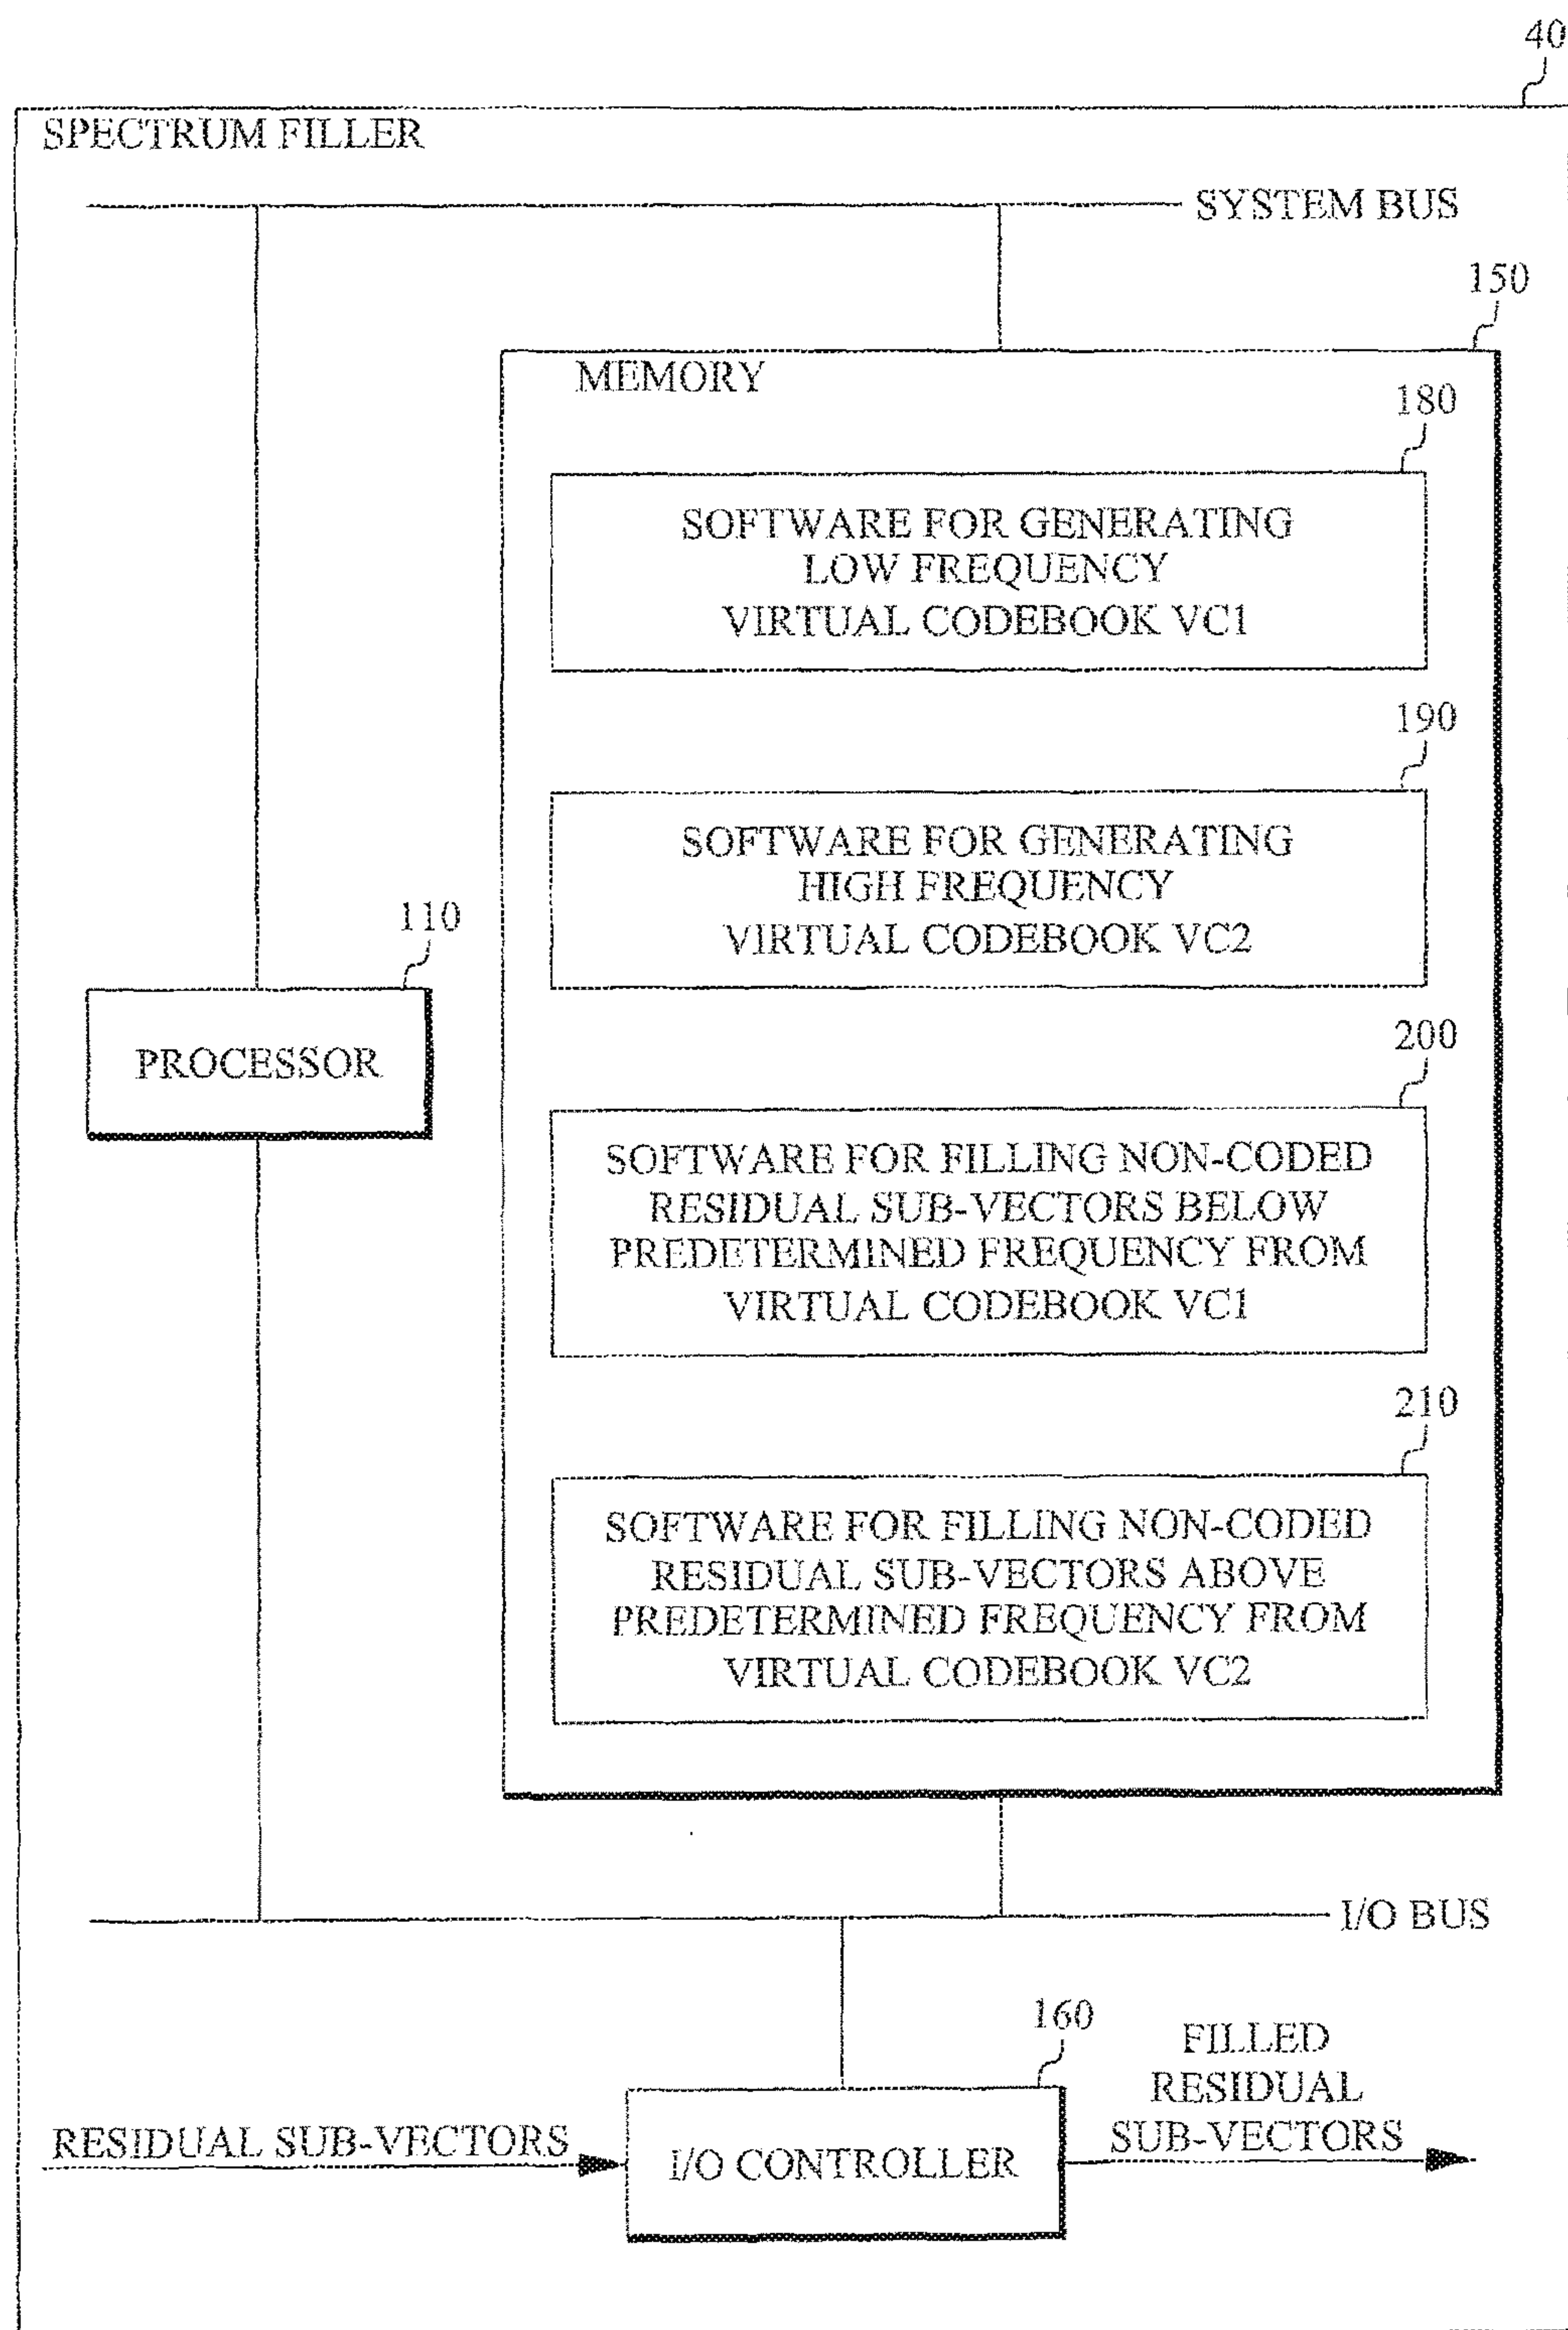 40
SPECTRUM FILLER
SYSTEM BUS
150
MEMORY
180
SOFTWARE FOR GENERATING
LOW FREQUENCY
VIRTUAL CODEBOOK VC1
190
SOFTWARE FOR GENERATING
HIGH FREQUENCY
VIRTUAL CODEBOOK VC2
110
PROCESSOR
200
SOFTWARE FOR FILLING NON-CODED
RESIDUAL SUB-VECTORS BELOW
PREDETERMINED FREQUENCY FROM
VIRTUAL CODEBOOK VC1
210
SOFTWARE FOR FILLING NON-CODED
RESIDUAL SUB-VECTORS ABOVE
PREDETERMINED FREQUENCY FROM
VIRTUAL CODEBOOK VC2
I/O BUS
160
FILLED
RESIDUAL
SUB-VECTORS
RESIDUAL SUB-VECTORS
I/O CONTROLLER